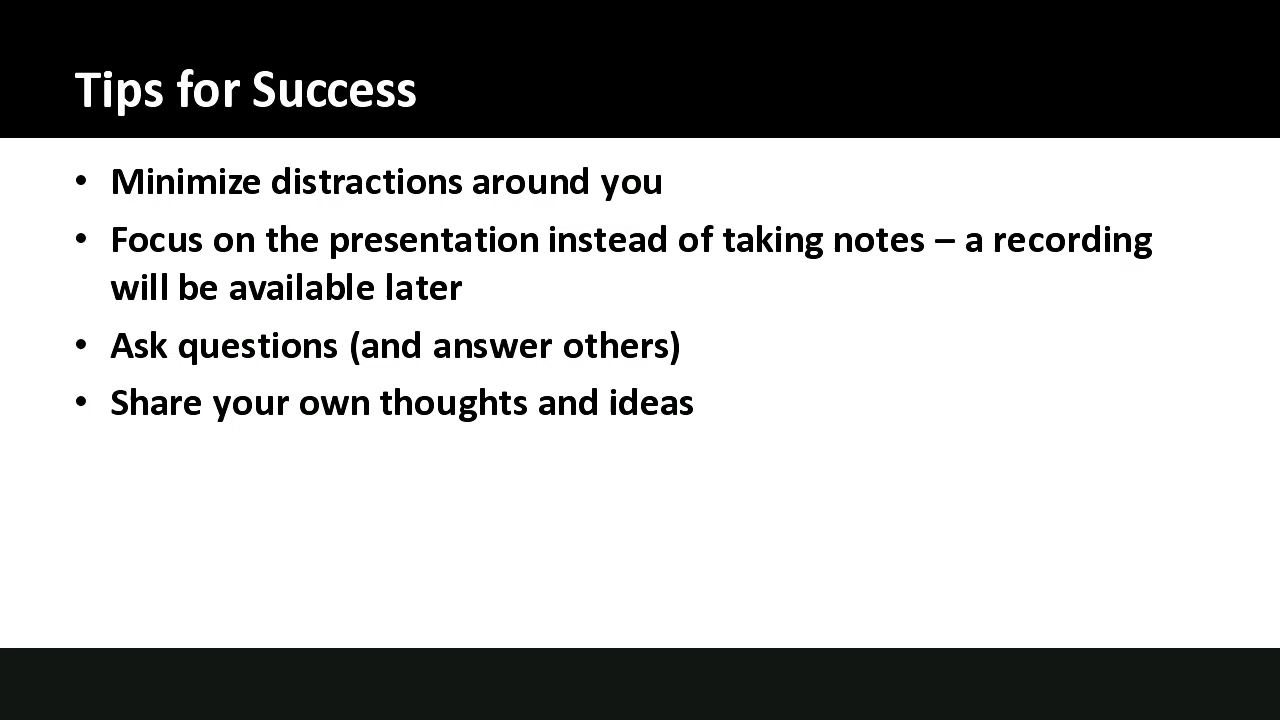 Tips for Success
• Minimize distractions around you
• Focus on the presentation instead of taking notes – a recording
will be available later
• Ask questions (and answer others)
• Share your own thoughts and ideas